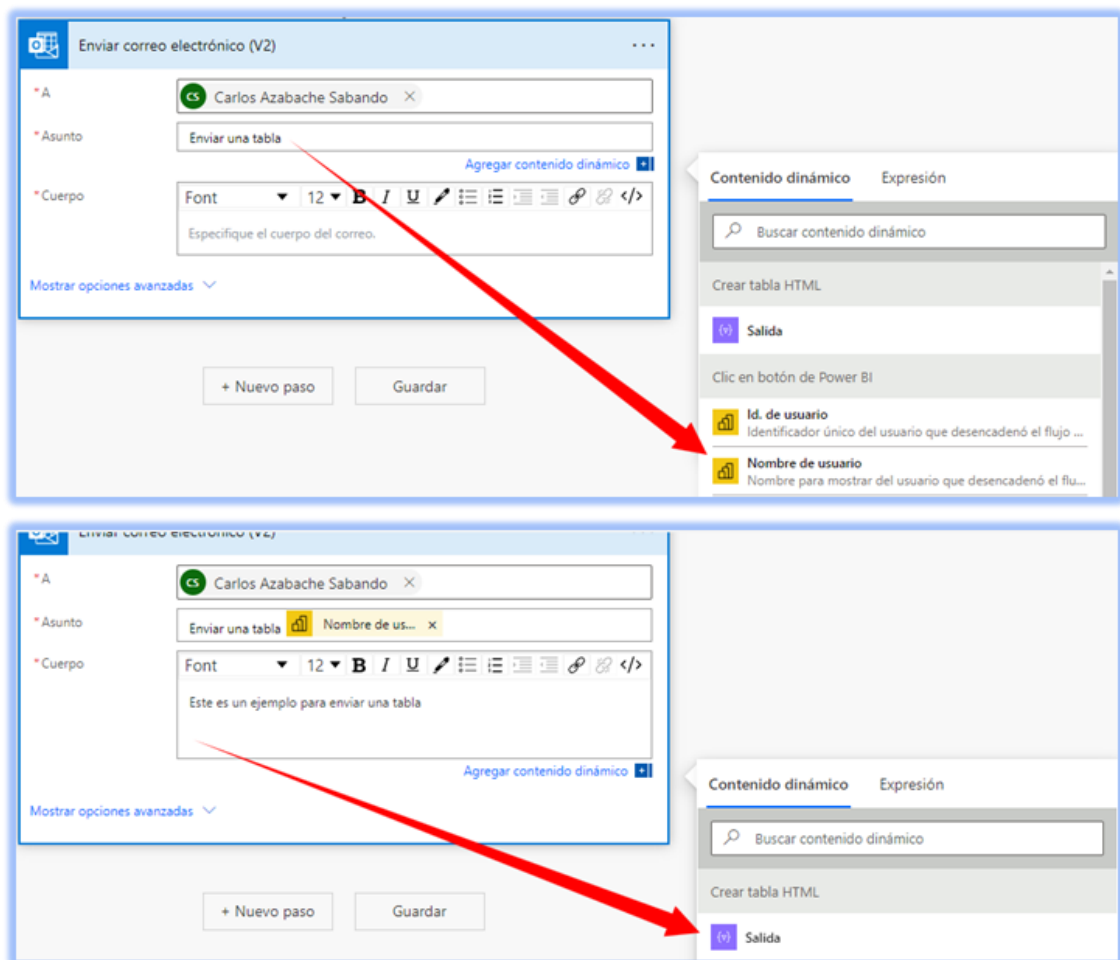 Enviar correo electrónico (V2)
* A
CS Carlos Azabache Sabando ×
* Asunto
Enviar una tabla
Agregar contenido dinámico
* Cuerpo
Font 12 B I U </>
Especifique el cuerpo del correo.
Mostrar opciones avanzadas
+ Nuevo paso
Guardar
Contenido dinámico Expresión
Buscar contenido dinámico
Crear tabla HTML
Salida
Clic en botón de Power BI
Id. de usuario
Identificador único del usuario que desencadenó el flujo ...
Nombre de usuario
Nombre para mostrar del usuario que desencadenó el flu...
Enviar correo electrónico (V2)
* A
CS Carlos Azabache Sabando ×
* Asunto
Enviar una tabla Nombre de us... ×
* Cuerpo
Font 12 B I U </>
Este es un ejemplo para enviar una tabla
Agregar contenido dinámico
Mostrar opciones avanzadas
+ Nuevo paso
Guardar
Contenido dinámico Expresión
Buscar contenido dinámico
Crear tabla HTML
Salida